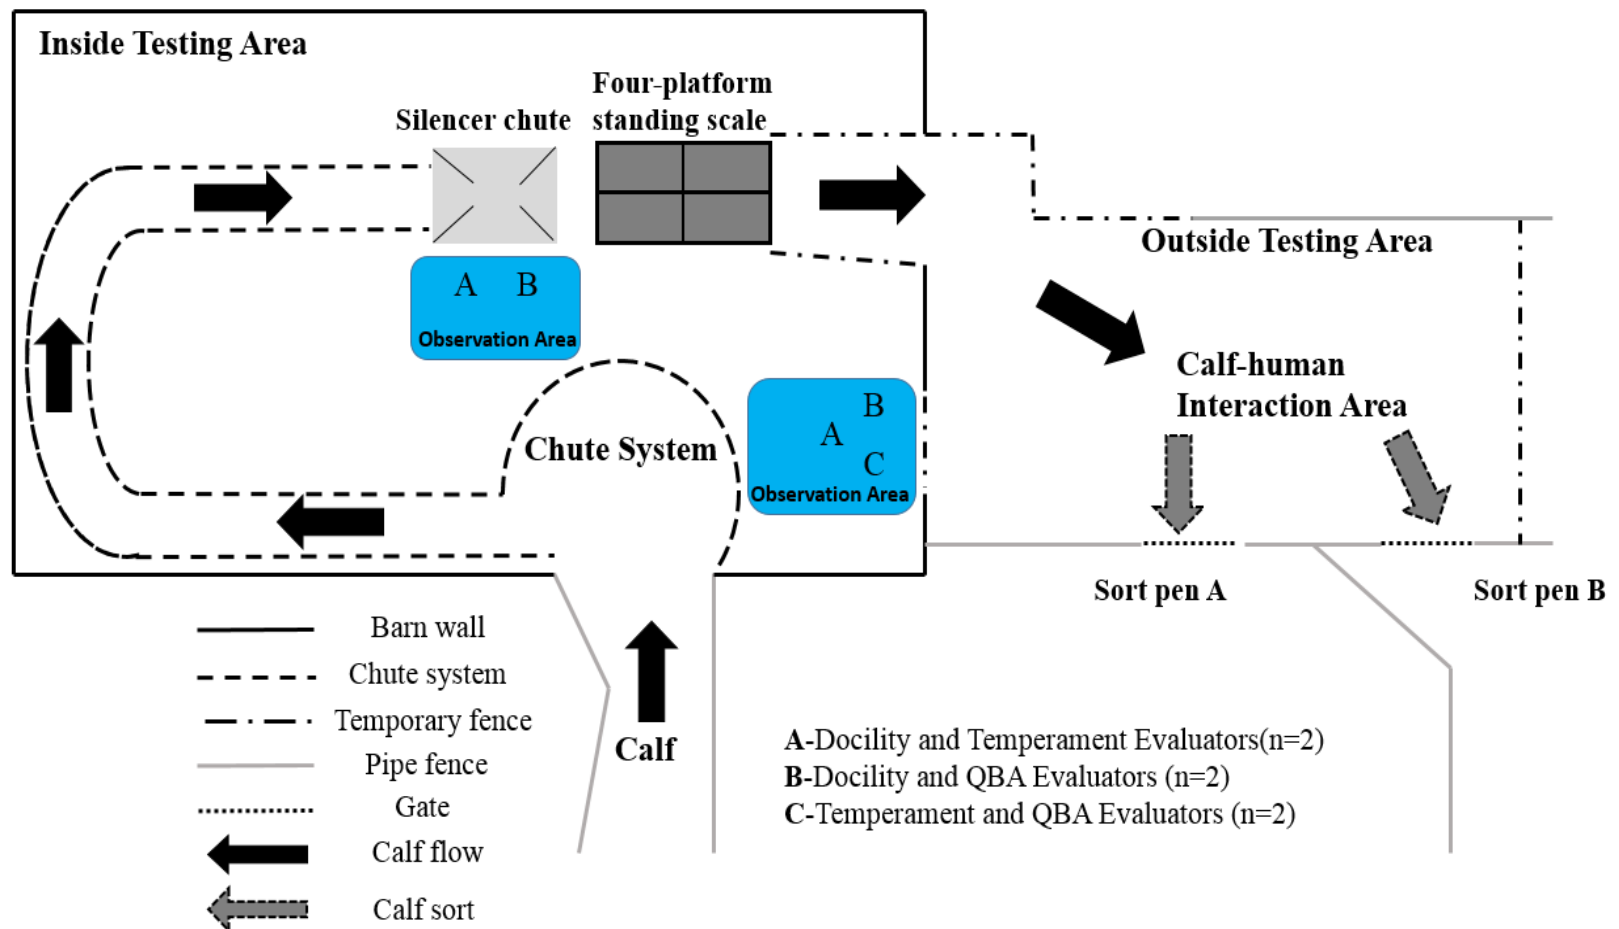 Inside Testing Area
Four-platform
standing scale
Silencer chute
Outside Testing Area
A B
Observation Area
Calf-human
Interaction Area
B
A
C
Observation Area
Chute System
Sort pen A
Sort pen B
Calf
Barn wall
Chute system
Temporary fence
Pipe fence
Gate
Calf flow
Calf sort
A-Docility and Temperament Evaluators(n=2)
B-Docility and QBA Evaluators (n=2)
C-Temperament and QBA Evaluators (n=2)